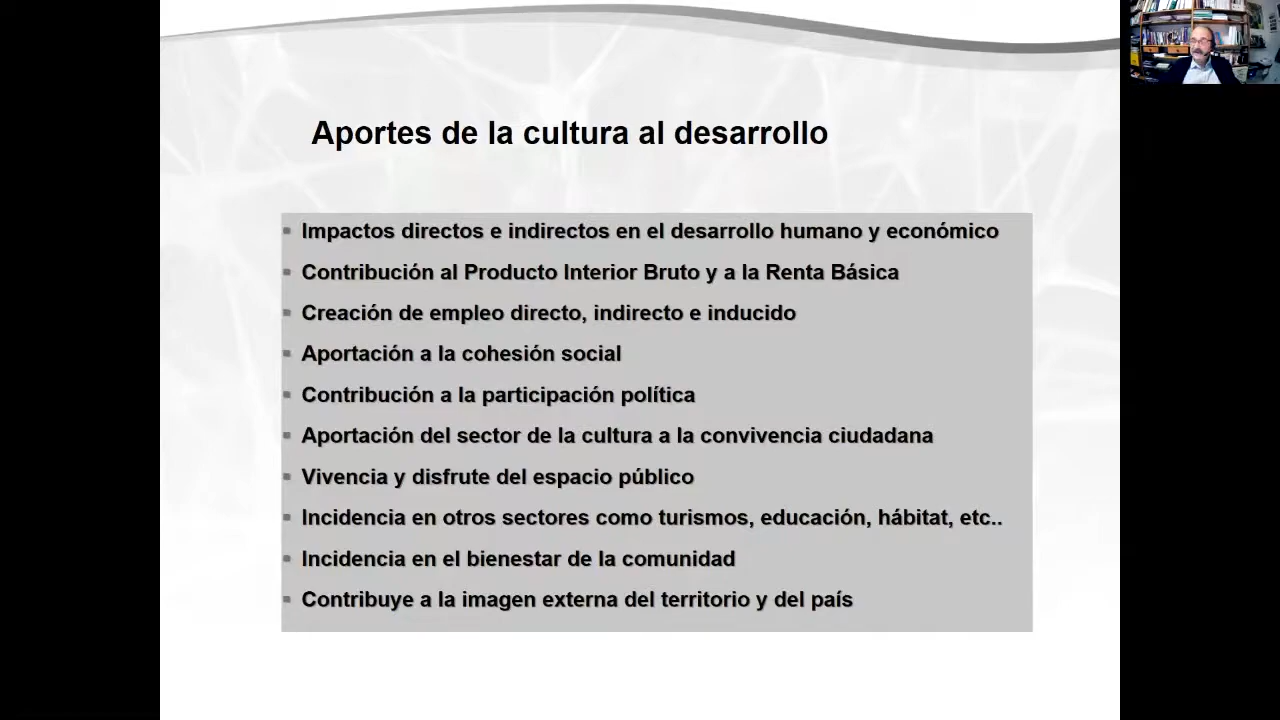 Aportes de la cultura al desarrollo
Impactos directos e indirectos en el desarrollo humano y económico
Contribución al Producto Interior Bruto y a la Renta Básica
Creación de empleo directo, indirecto e inducido
Aportación a la cohesión social
Contribución a la participación política
Aportación del sector de la cultura a la convivencia ciudadana
Vivencia y disfrute del espacio público
Incidencia en otros sectores como turismos, educación, hábitat, etc..
Incidencia en el bienestar de la comunidad
Contribuye a la imagen externa del territorio y del país